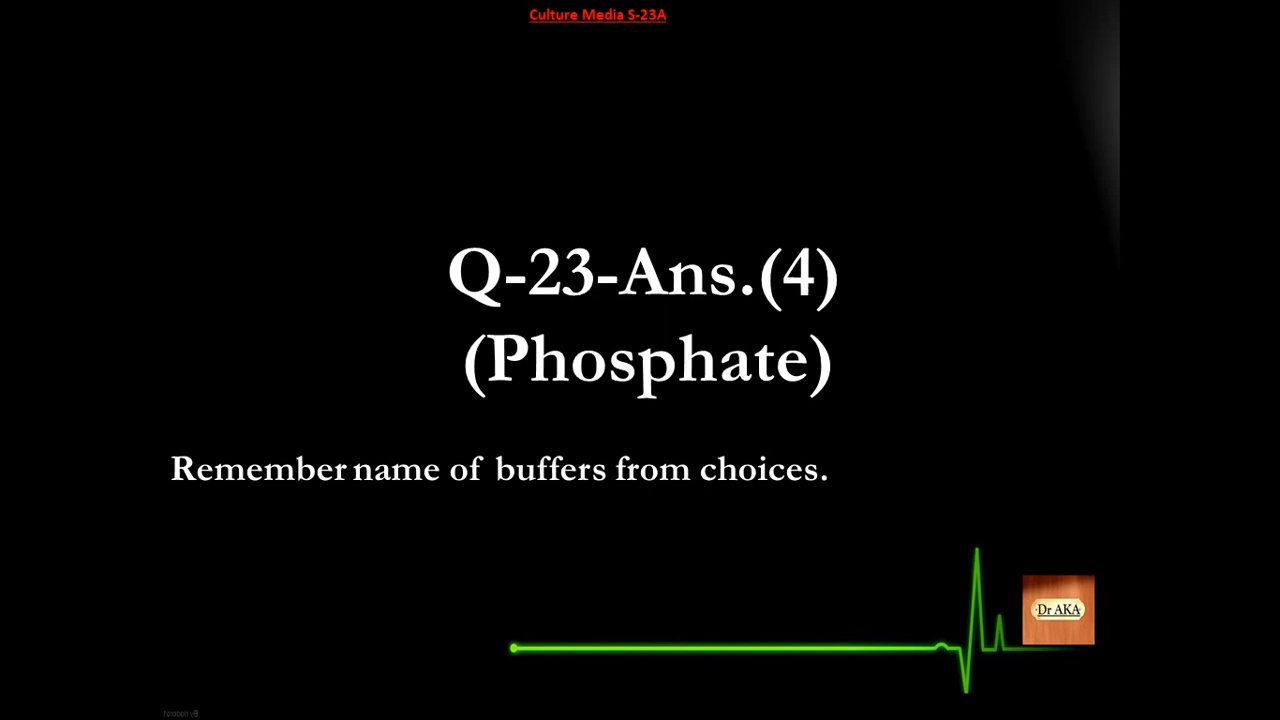 Culture Media S-23A
Q-23-Ans.(4)
(Phosphate)
Remember name of buffers from choices.
Dr AKA